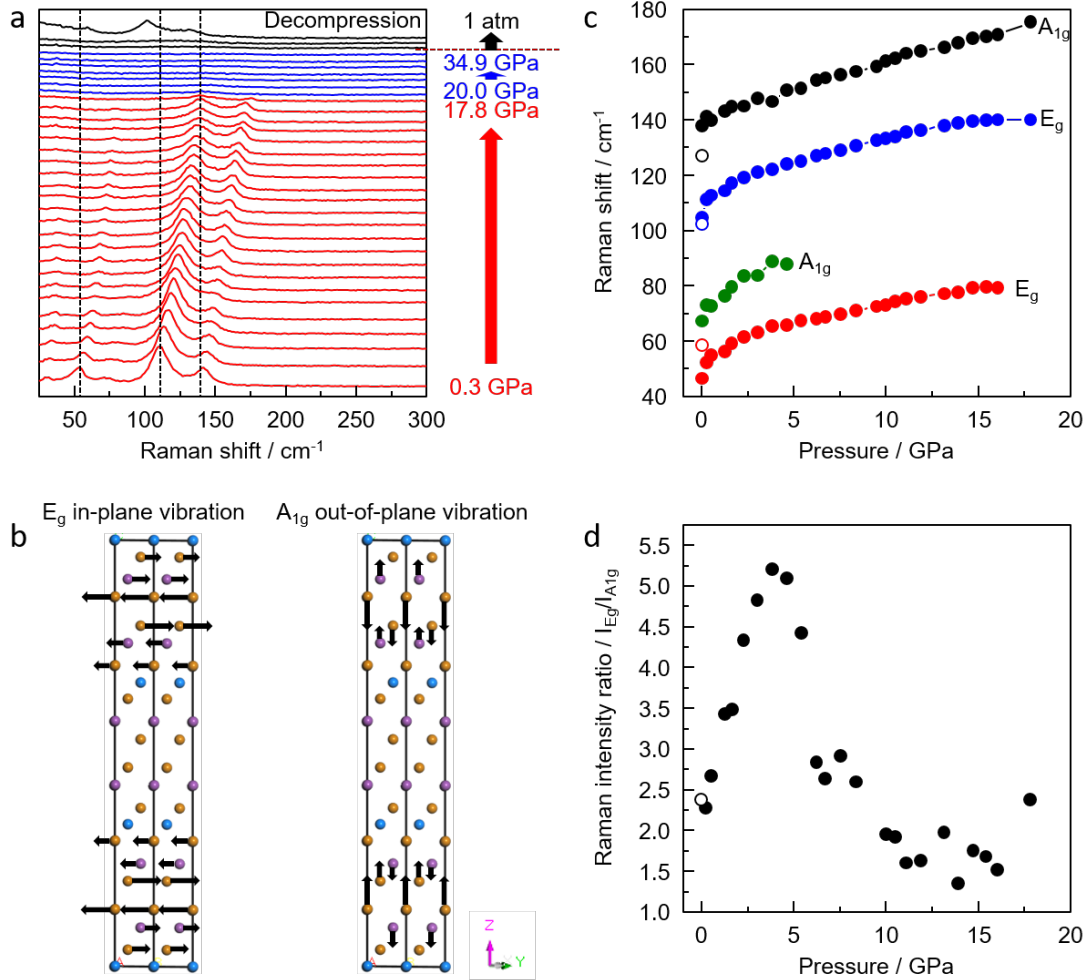 a
Decompression
1 atm
34.9 GPa
20.0 GPa
17.8 GPa
0.3 GPa
50 100 150 200 250 300
Raman shift / cm⁻¹
c
180
160
140
120
100
80
60
40
A₁g
Eg
A₁g
Eg
Raman shift / cm⁻¹
0 5 10 15 20
Pressure / GPa
b
Eg in-plane vibration
A₁g out-of-plane vibration
Z
Y
d
5.5
5.0
4.5
4.0
3.5
3.0
2.5
2.0
1.5
1.0
Raman intensity ratio / IEg/IA1g
0 5 10 15 20
Pressure / GPa